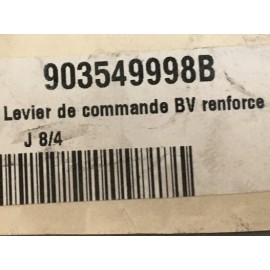 903549998B
Levier de commande BV renforce
J 8/4